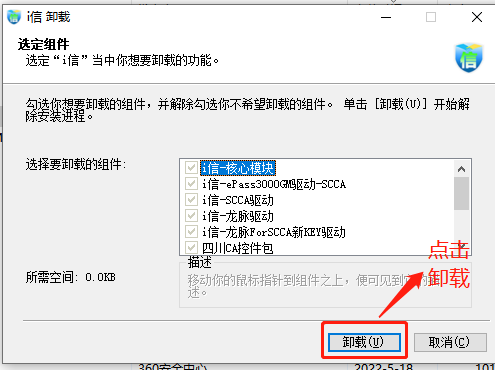 i信 卸载
选定组件
选定“i信”当中你想要卸载的功能。
信
勾选你想要卸载的组件，并解除勾选你不希望卸载的组件。 单击 [卸载(U)] 开始解
除安装进程。
选择要卸载的组件:
i信-核心模块
i信-ePass3000GM驱动-SCCA
i信-SCCA驱动
i信-龙脉驱动
i信-龙脉ForSCCA新KEY驱动
四川CA控件包
描述
移动你的鼠标指针到组件之上，便可见到它的描
述。
所需空间: 0.0KB
点击
卸载
卸载(U)
取消(C)
360安全中心
2022-5-18
101